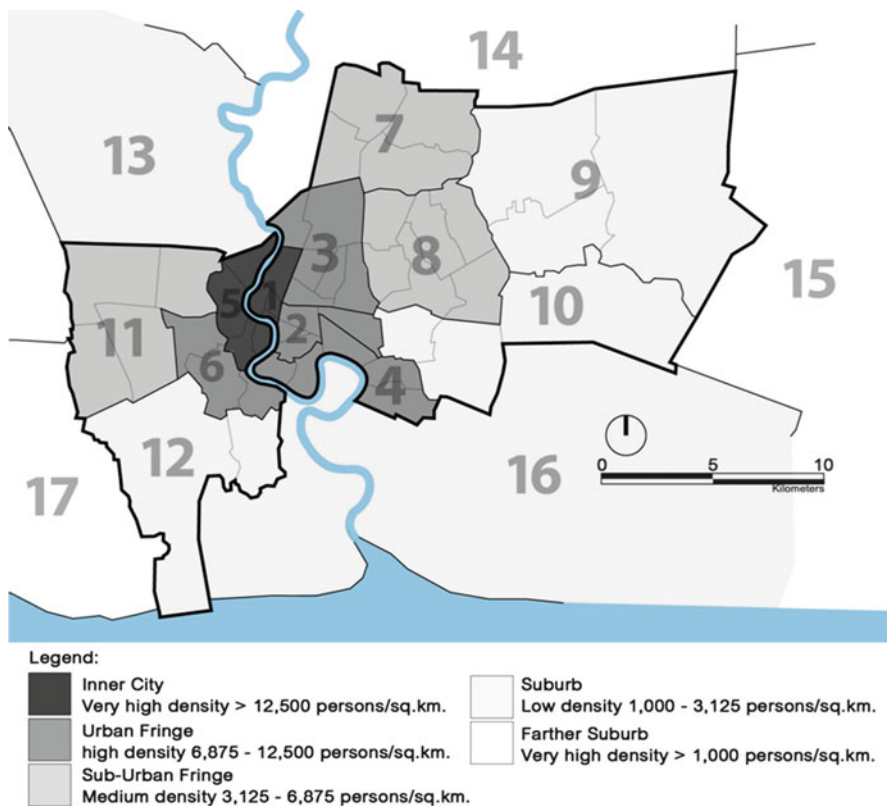 14
13
7
9
3
8
15
5
1
10
2
11
6
4
12
16
17
0 5 10
Kilometers
Legend:
Inner City
Very high density > 12,500 persons/sq.km.
Urban Fringe
high density 6,875 - 12,500 persons/sq.km.
Sub-Urban Fringe
Medium density 3,125 - 6,875 persons/sq.km.
Suburb
Low density 1,000 - 3,125 persons/sq.km.
Farther Suburb
Very high density > 1,000 persons/sq.km.